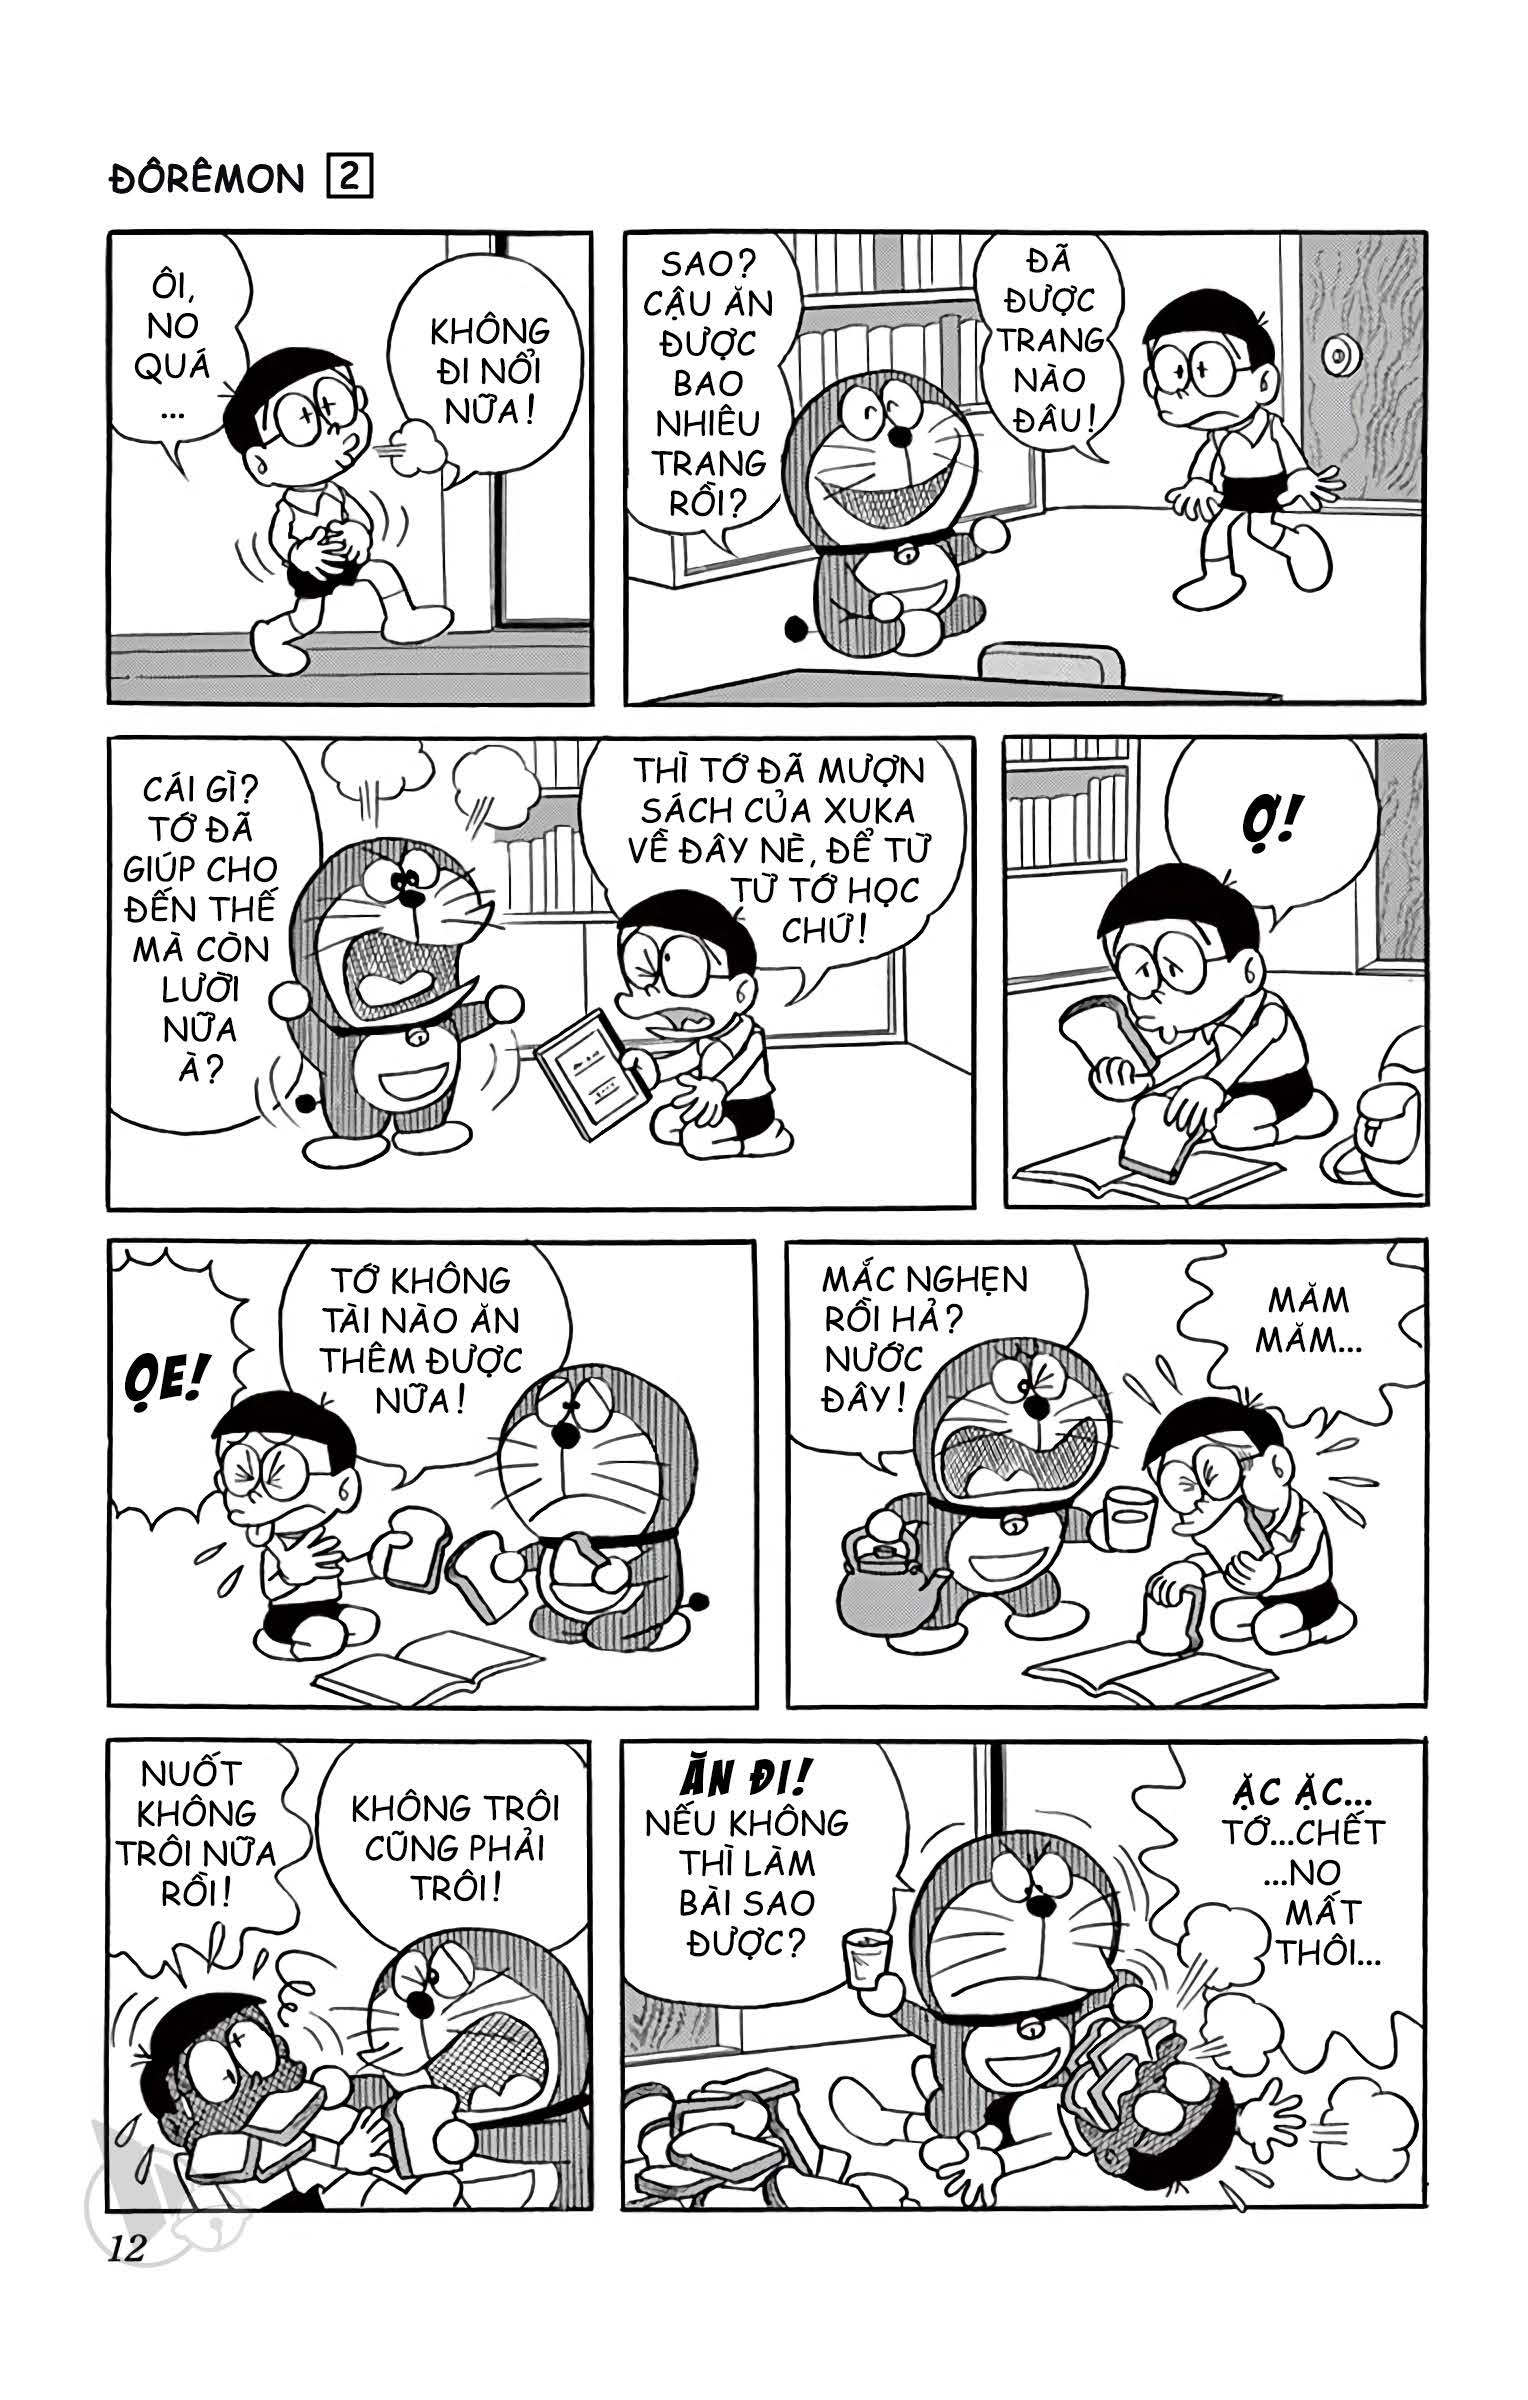 ĐÔRÊMON 2
ÔI,
NO
QUÁ
...
KHÔNG
ĐI NỔI
NỮA!
SAO?
CẬU ĂN
ĐƯỢC
BAO
NHIÊU
TRANG
RỒI?
ĐÃ
ĐƯỢC
TRANG
NÀO
ĐÂU!
CÁI GÌ?
TỚ ĐÃ
GIÚP CHO
ĐẾN THẾ
MÀ CÒN
LƯỜI
NỮA
À?
THÌ TỚ ĐÃ MƯỢN
SÁCH CỦA XUKA
VỀ ĐÂY NÈ, ĐỂ TỪ
TỪ TỚ HỌC
CHỨ!
Ợ!
ỌE!
TỚ KHÔNG
TÀI NÀO ĂN
THÊM ĐƯỢC
NỮA!
MẮC NGHẸN
RỒI HẢ?
NƯỚC
ĐÂY!
MĂM
MĂM...
NUỐT
KHÔNG
TRÔI NỮA
RỒI!
KHÔNG TRÔI
CŨNG PHẢI
TRÔI!
ĂN ĐI!
NẾU KHÔNG
THÌ LÀM
BÀI SAO
ĐƯỢC?
ẶC ẶC...
TỚ...CHẾT
...NO
MẤT
THÔI...
12